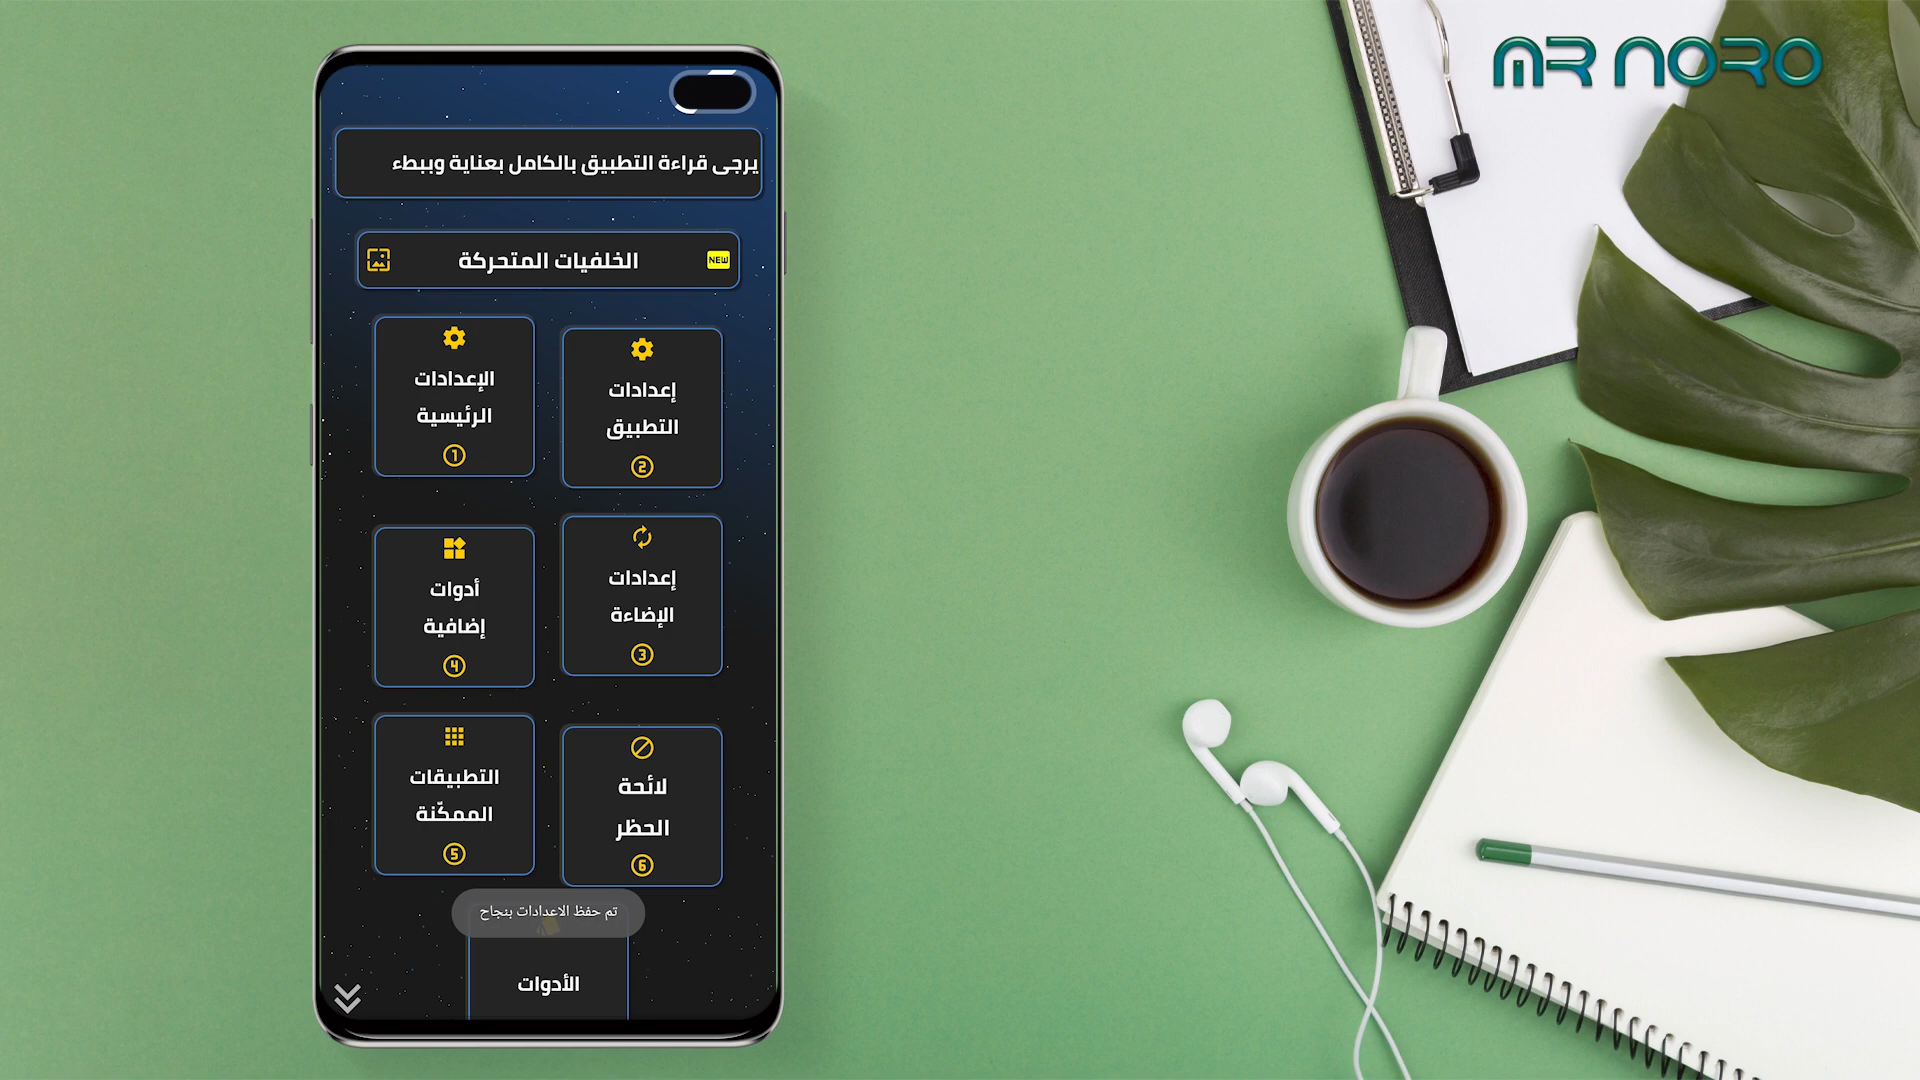 MR NORO
يرجى قراءة التطبيق بالكامل بعناية وببطء
الخلفيات المتحركة
NEW
الإعدادات
الرئيسية
1
إعدادات
التطبيق
2
إعدادات
الإضاءة
3
أدوات
إضافية
4
التطبيقات
الممكّنة
5
لائحة
الحظر
6
تم حفظ الاعدادات بنجاح
الأدوات